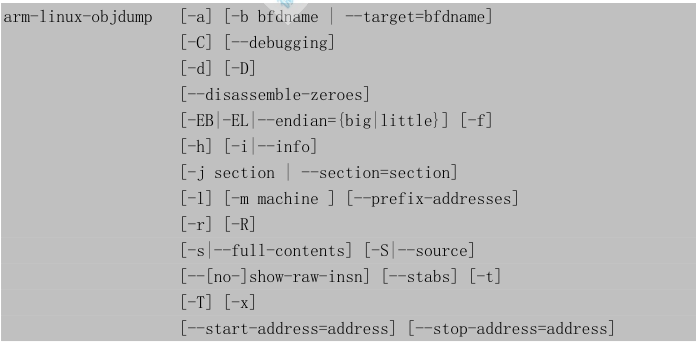 arm-linux-objdump [-a] [-b bfdname | --target=bfdname]
[-C] [--debugging]
[-d] [-D]
[--disassemble-zeroes]
[-EB|-EL|--endian={big|little}] [-f]
[-h] [-i|--info]
[-j section | --section=section]
[-l] [-m machine ] [--prefix-addresses]
[-r] [-R]
[-s|--full-contents] [-S|--source]
[--[no-]show-raw-insn] [--stabs] [-t]
[-T] [-x]
[--start-address=address] [--stop-address=address]